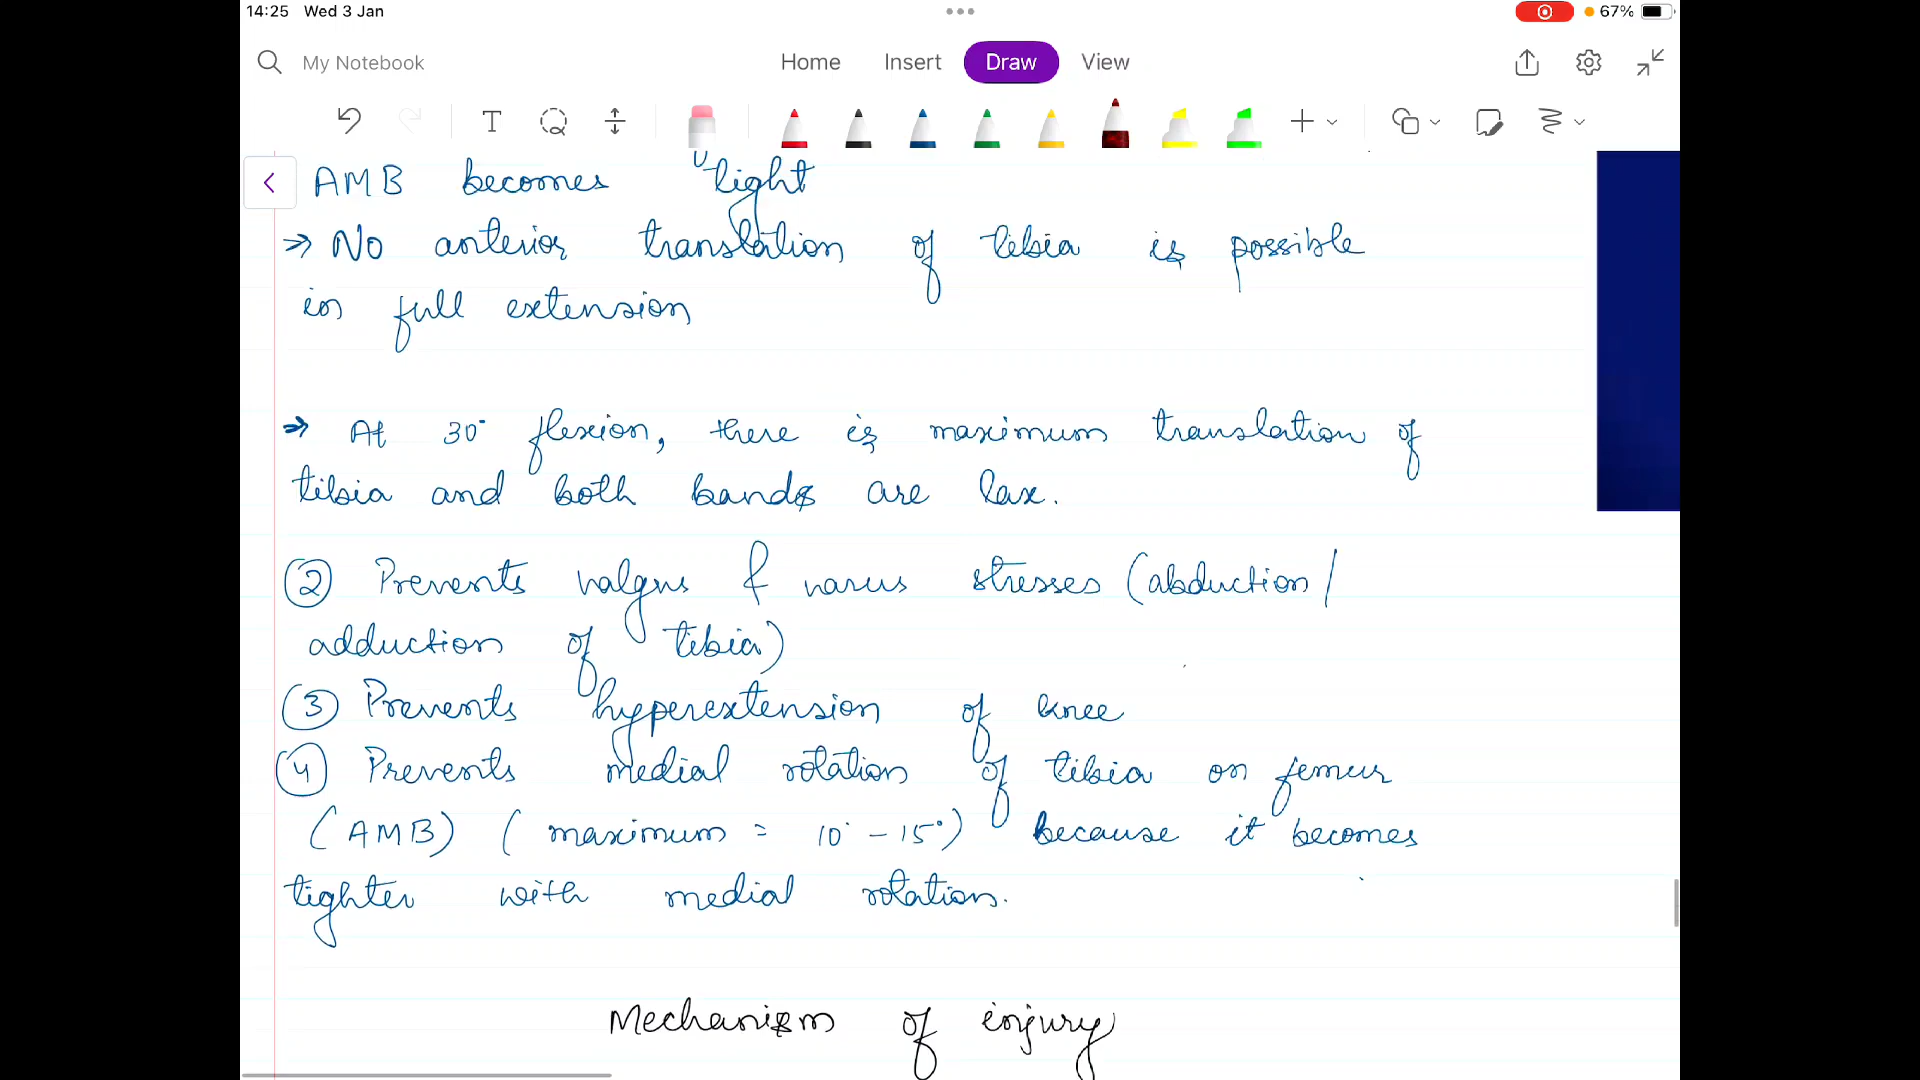 14:25 Wed 3 Jan
67%
My Notebook
Home Insert Draw View
AMB becomes tight
→ No anterior translation of tibia is possible
in full extension
→ At 30° flexion, there is maximum translation of
tibia and both bands are lax.
② Prevents valgus & varus stresses (abduction/
adduction of tibia)
③ Prevents hyperextension of knee
④ Prevents medial rotation of tibia on femur
(AMB) (maximum = 10° - 15°) because it becomes
tighter with medial rotation.
Mechanism of injury